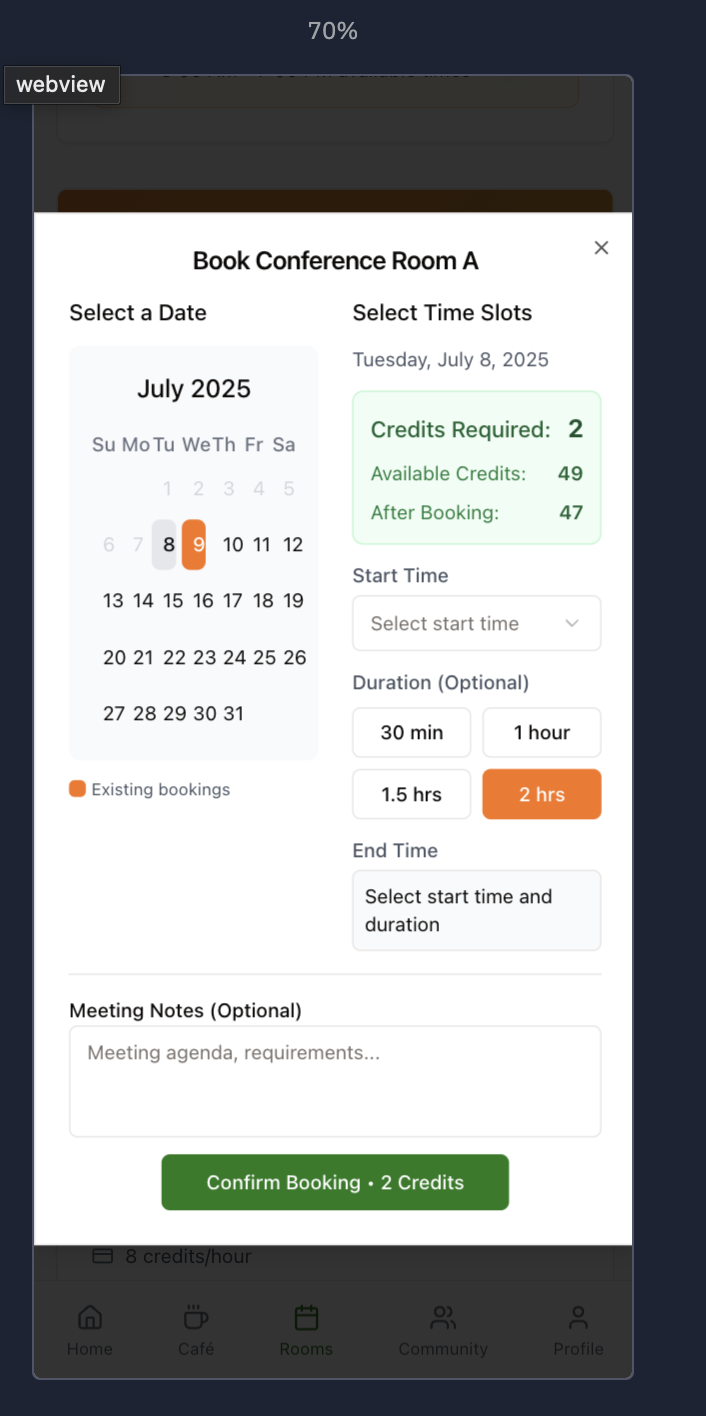 70%
webview
Book Conference Room A
Select a Date
July 2025
Su Mo Tu We Th Fr Sa
1 2 3 4 5
6 7 8 9 10 11 12
13 14 15 16 17 18 19
20 21 22 23 24 25 26
27 28 29 30 31
Existing bookings
Select Time Slots
Tuesday, July 8, 2025
Credits Required: 2
Available Credits: 49
After Booking: 47
Start Time
Select start time
Duration (Optional)
30 min 1 hour
1.5 hrs 2 hrs
End Time
Select start time and
duration
Meeting Notes (Optional)
Meeting agenda, requirements...
Confirm Booking • 2 Credits
8 credits/hour
Home Café Rooms Community Profile